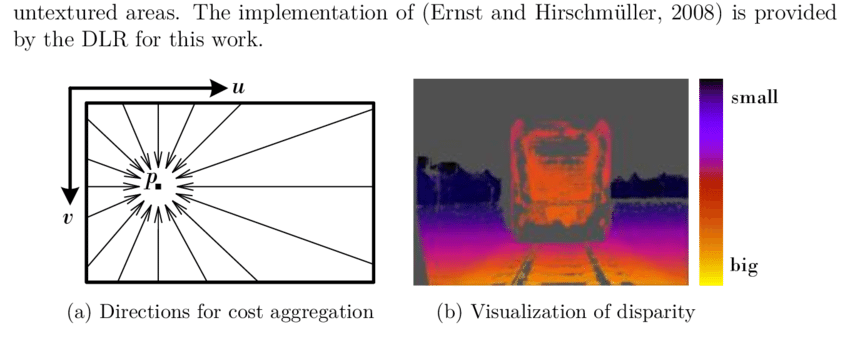 untextured areas. The implementation of (Ernst and Hirschmüller, 2008) is provided
by the DLR for this work.
u
p
v
small
big
(a) Directions for cost aggregation
(b) Visualization of disparity